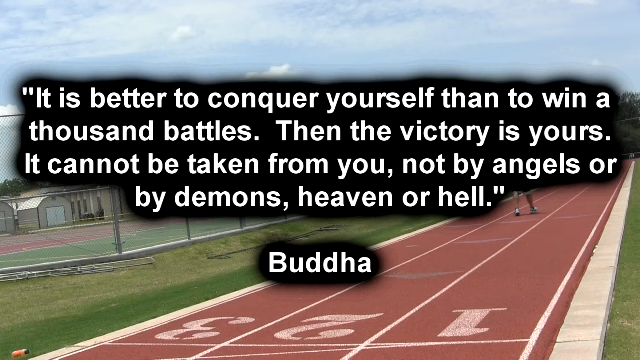 "It is better to conquer yourself than to win a
thousand battles.  Then the victory is yours.
It cannot be taken from you, not by angels or
by demons, heaven or hell."
Buddha
3 2 1